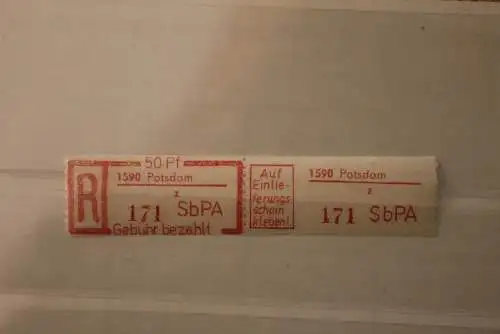 50 Pf
R
1590 Potsdam
z
171 SbPA
Gebühr bezahlt
Auf
Einlie-
ferungs-
schein
kleben!
1590 Potsdam
z
171 SbPA